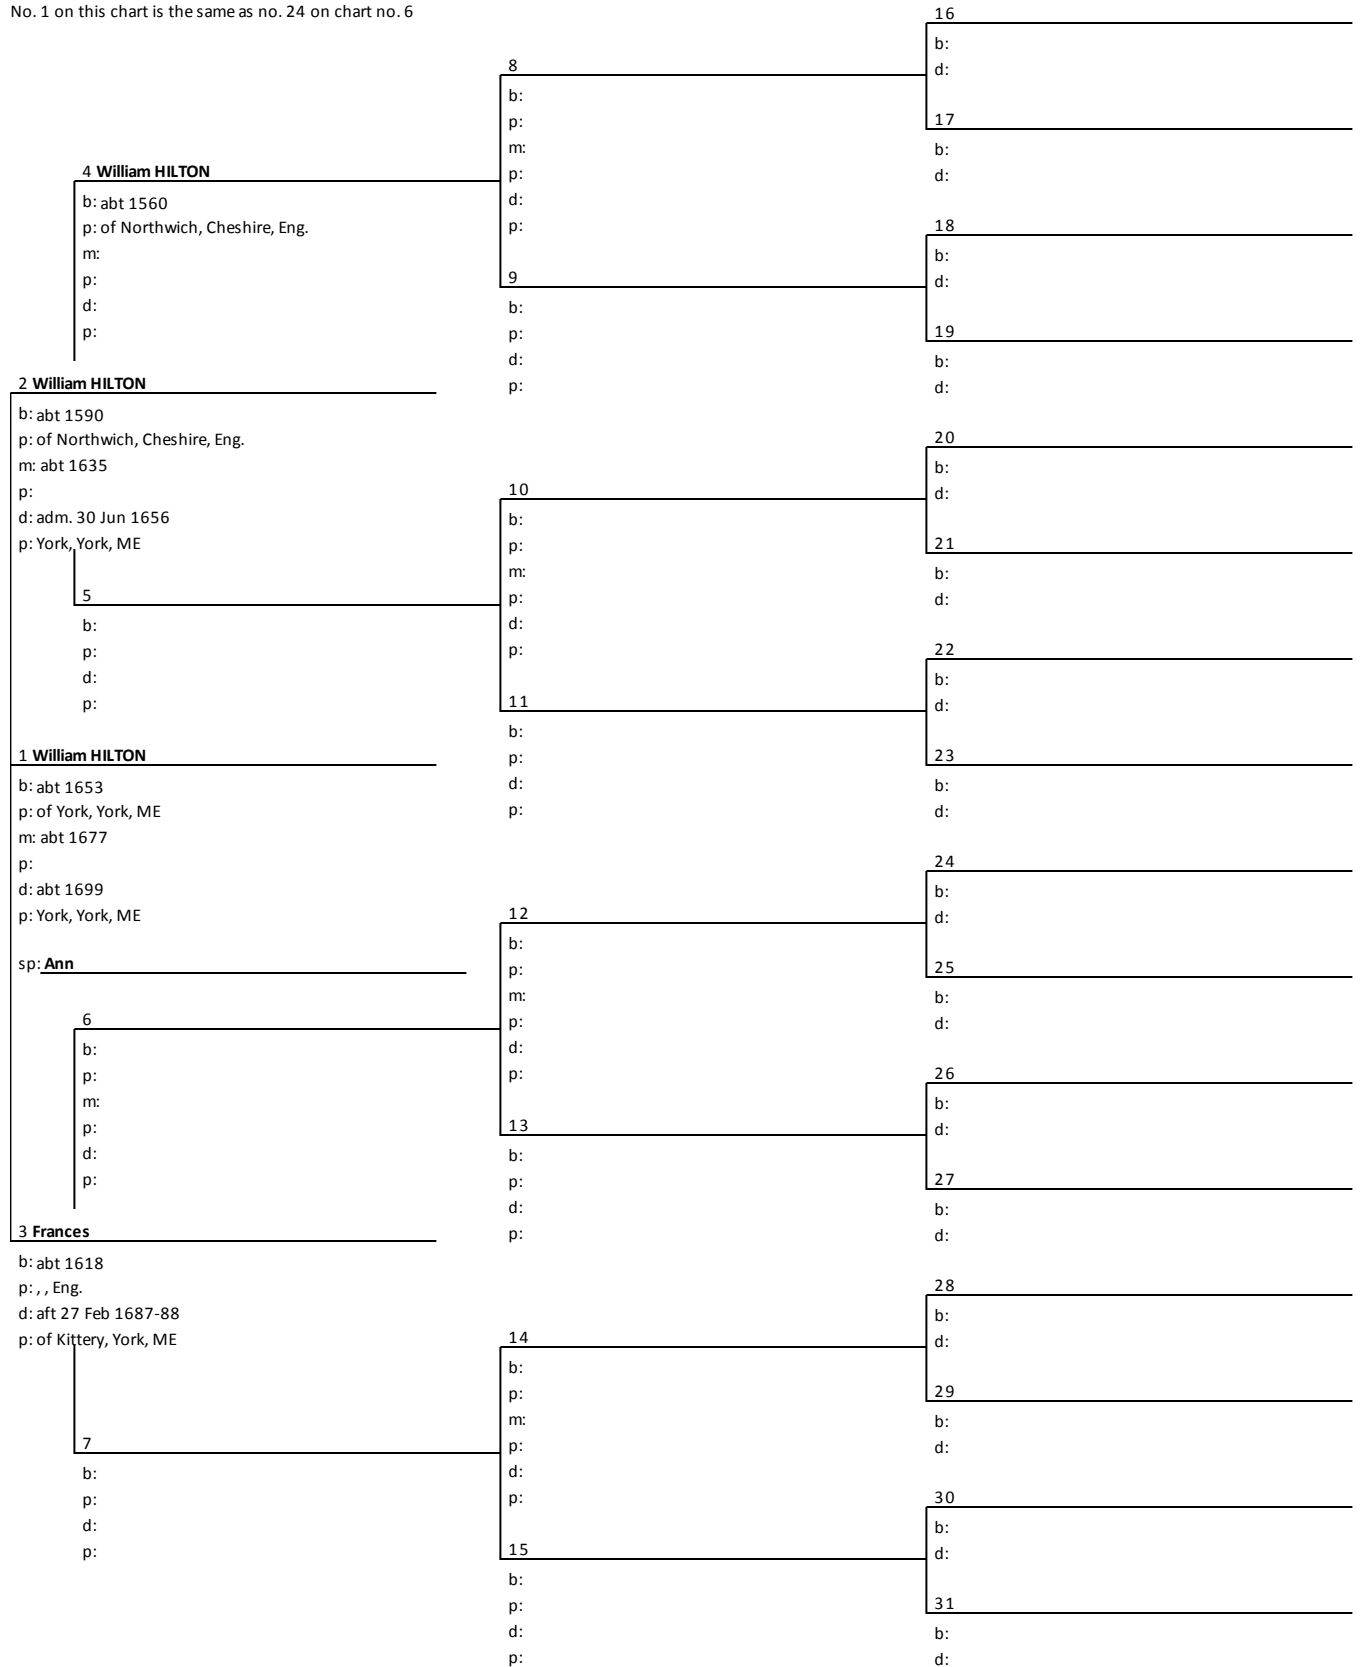 No. 1 on this chart is the same as no. 24 on chart no. 6
4 William HILTON
b: abt 1560
p: of Northwich, Cheshire, Eng.
m:
p:
d:
p:
2 William HILTON
b: abt 1590
p: of Northwich, Cheshire, Eng.
m: abt 1635
p:
d: adm. 30 Jun 1656
p: York, York, ME
5
b:
p:
d:
p:
1 William HILTON
b: abt 1653
p: of York, York, ME
m: abt 1677
p:
d: abt 1699
p: York, York, ME
sp: Ann
6
b:
p:
m:
p:
d:
p:
3 Frances
b: abt 1618
p: , , Eng.
d: aft 27 Feb 1687-88
p: of Kittery, York, ME
7
b:
p:
d:
p:
8
b:
p:
m:
p:
d:
p:
9
b:
p:
d:
p:
10
b:
p:
m:
p:
d:
p:
11
b:
p:
d:
p:
12
b:
p:
m:
p:
d:
p:
13
b:
p:
d:
p:
14
b:
p:
m:
p:
d:
p:
15
b:
p:
d:
p:
16
b:
d:
17
b:
d:
18
b:
d:
19
b:
d:
20
b:
d:
21
b:
d:
22
b:
d:
23
b:
d:
24
b:
d:
25
b:
d:
26
b:
d:
27
b:
d:
28
b:
d:
29
b:
d:
30
b:
d:
31
b:
d: